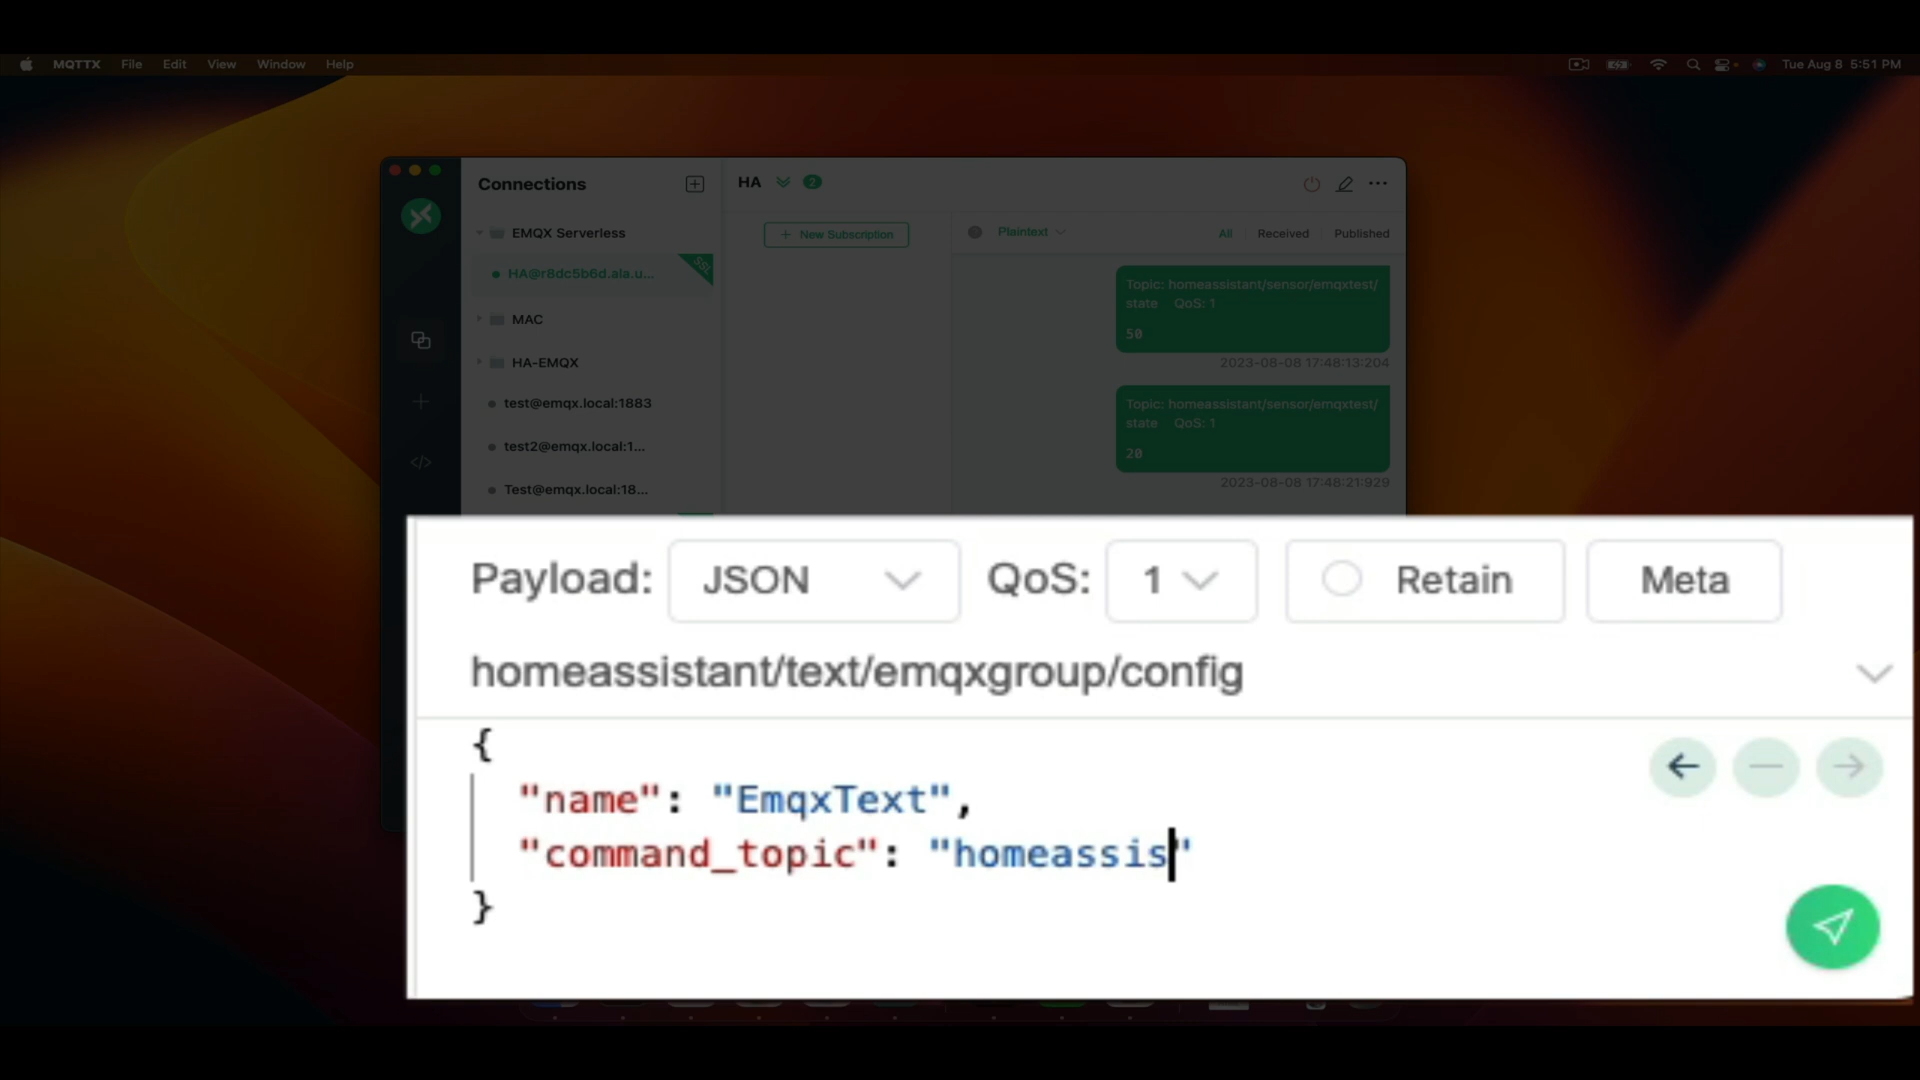 MQTTX File Edit View Window Help
Tue Aug 8 5:51 PM
Connections
HA 2
EMQX Serverless
New Subscription
Plaintext
All Received Published
HA@r8dc5b6d.ala.u...
SSL
MAC
HA-EMQX
test@emqx.local:1883
test2@emqx.local:1...
Test@emqx.local:18...
Topic: homeassistant/sensor/emqxtest/
state QoS: 1
50
2023-08-08 17:48:13:204
Topic: homeassistant/sensor/emqxtest/
state QoS: 1
20
2023-08-08 17:48:21:929
Payload: JSON QoS: 1 Retain Meta
homeassistant/text/emqxgroup/config
{
"name": "EmqxText",
"command_topic": "homeassis"
}